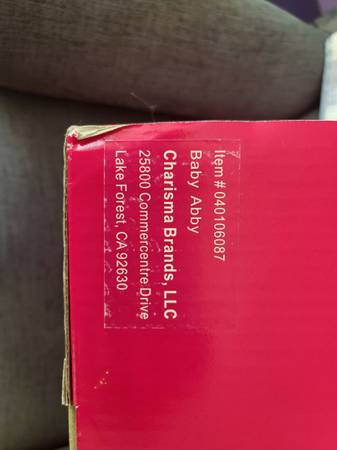 Item # 040106087
Baby Abby
Charisma Brands, LLC
25800 Commercentre Drive
Lake Forest, CA 92630